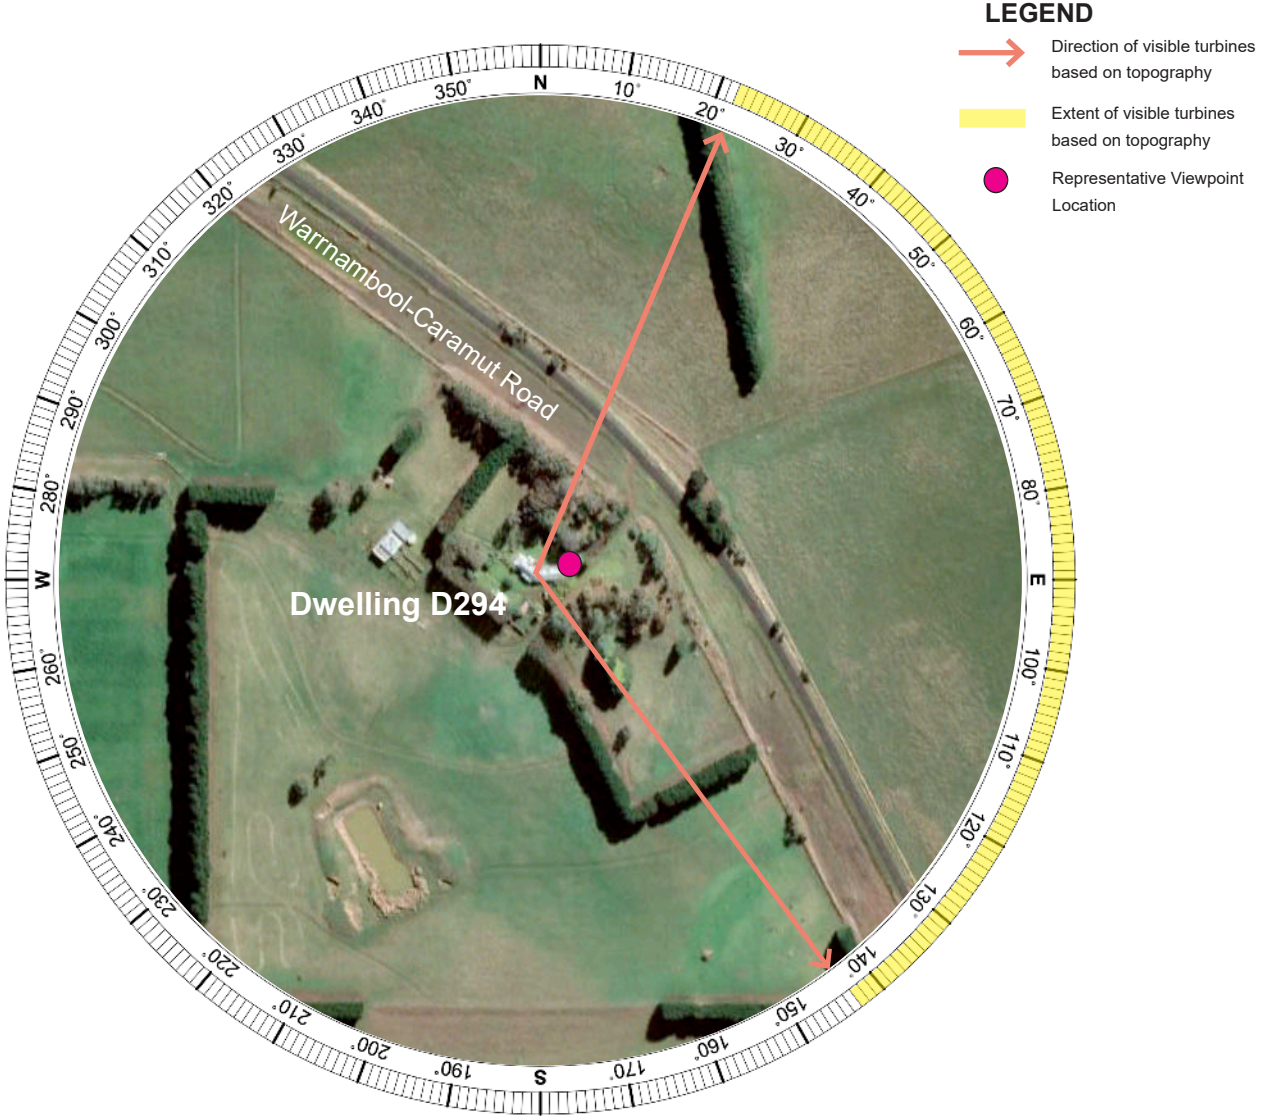 LEGEND
Direction of visible turbines
based on topography
Extent of visible turbines
based on topography
Representative Viewpoint
Location
N
10°
20°
30°
40°
50°
60°
70°
80°
E
100°
110°
120°
130°
140°
150°
160°
170°
S
190°
200°
210°
220°
230°
240°
250°
260°
W
280°
290°
300°
310°
320°
330°
340°
350°
Warrnambool-Caramut Road
Dwelling D294